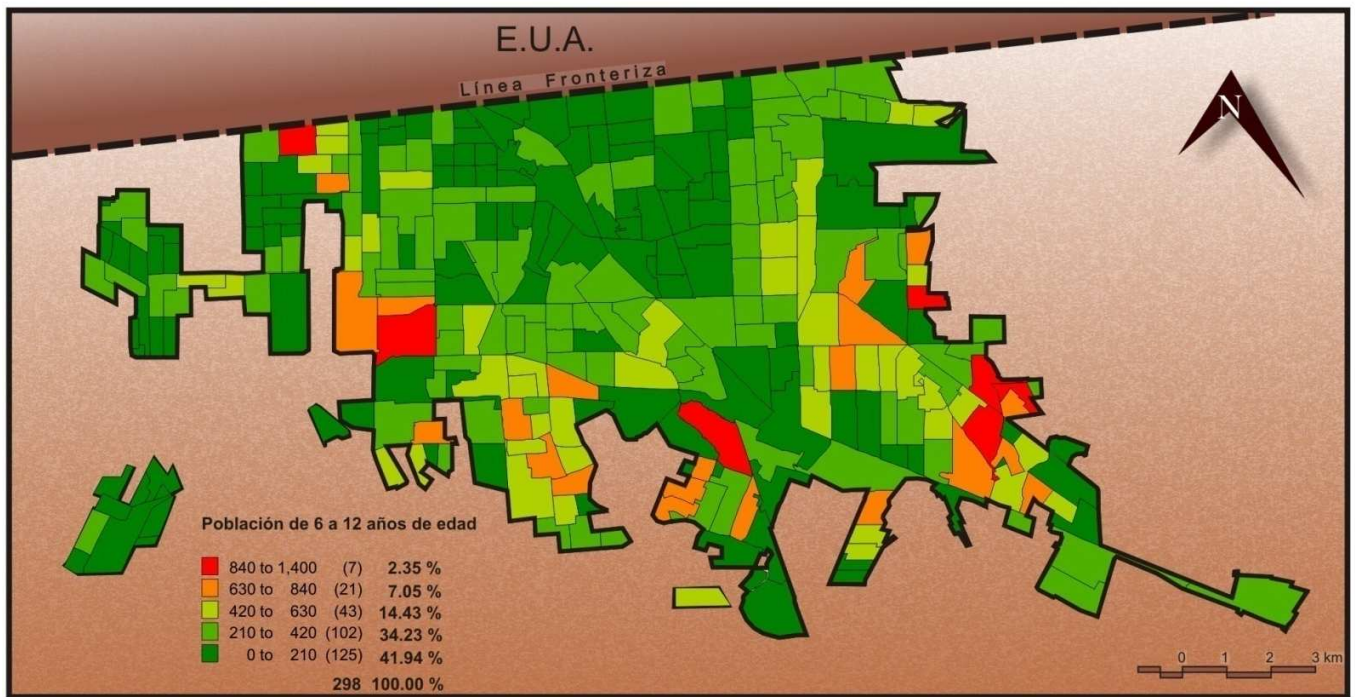 E.U.A.
Línea Fronteriza
N
Población de 6 a 12 años de edad
840 to 1,400 (7) 2.35 %
630 to 840 (21) 7.05 %
420 to 630 (43) 14.43 %
210 to 420 (102) 34.23 %
0 to 210 (125) 41.94 %
298 100.00 %
0 1 2 3 km